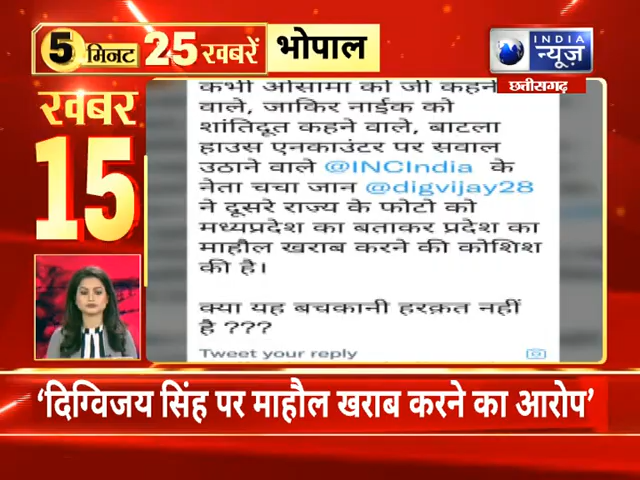 5 मिनट 25 खबरें
भोपाल
INDIA
न्यूज़
छत्तीसगढ़
खबर
15
कभी ओसामा को जी कहने
वाले, जाकिर नाईक को
शांतिदूत कहने वाले, बाटला
हाउस एनकाउंटर पर सवाल
उठाने वाले @INCIndia के
नेता चचा जान @digvijay28
ने दूसरे राज्य के फोटो को
मध्यप्रदेश का बताकर प्रदेश का
माहौल खराब करने की कोशिश
की है।
क्या यह बचकानी हरक़त नहीं
है ???
Tweet your reply
‘दिग्विजय सिंह पर माहौल खराब करने का आरोप’